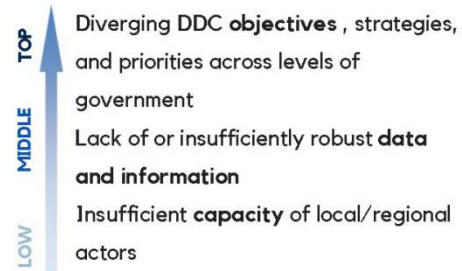 TOP
Diverging DDC objectives , strategies,
and priorities across levels of
government
MIDDLE
Lack of or insufficiently robust data
and information
LOW
Insufficient capacity of local/regional
actors